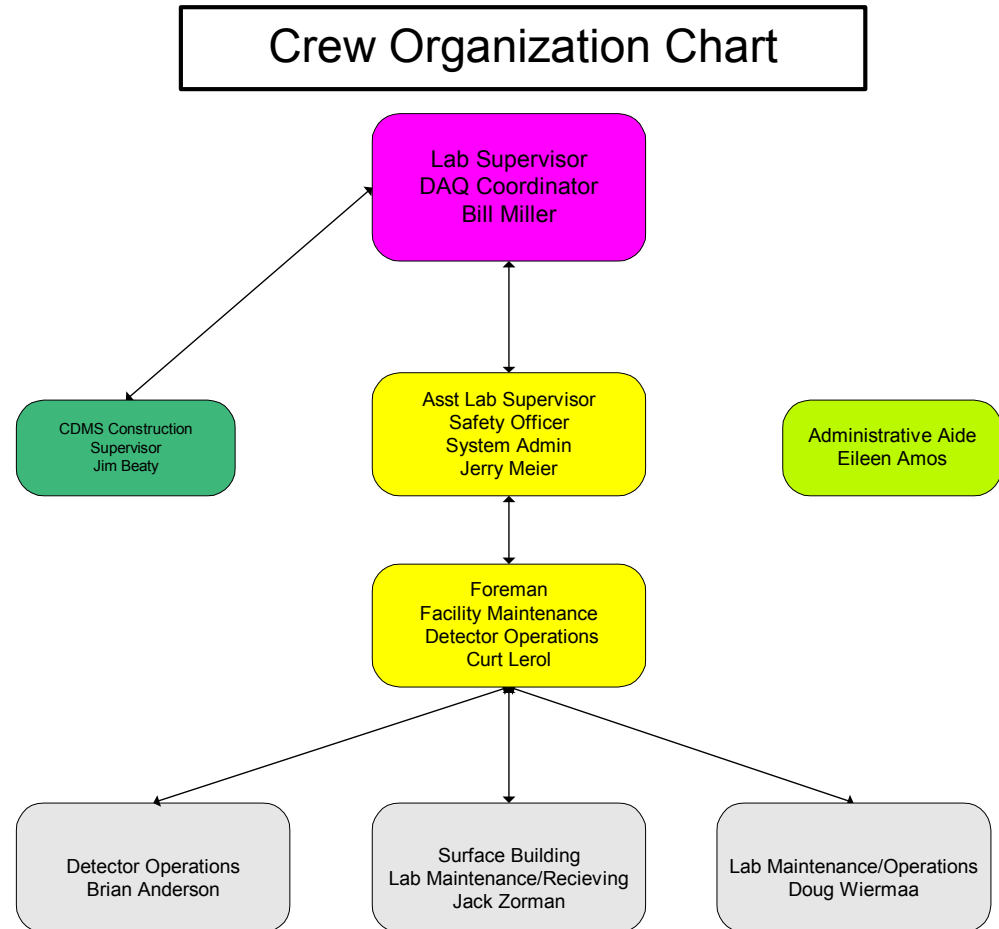 Crew Organization Chart
Lab Supervisor
DAQ Coordinator
Bill Miller
CDMS Construction
Supervisor
Jim Beaty
Asst Lab Supervisor
Safety Officer
System Admin
Jerry Meier
Administrative Aide
Eileen Amos
Foreman
Facility Maintenance
Detector Operations
Curt Lerol
Detector Operations
Brian Anderson
Surface Building
Lab Maintenance/Recieving
Jack Zorman
Lab Maintenance/Operations
Doug Wiermaa